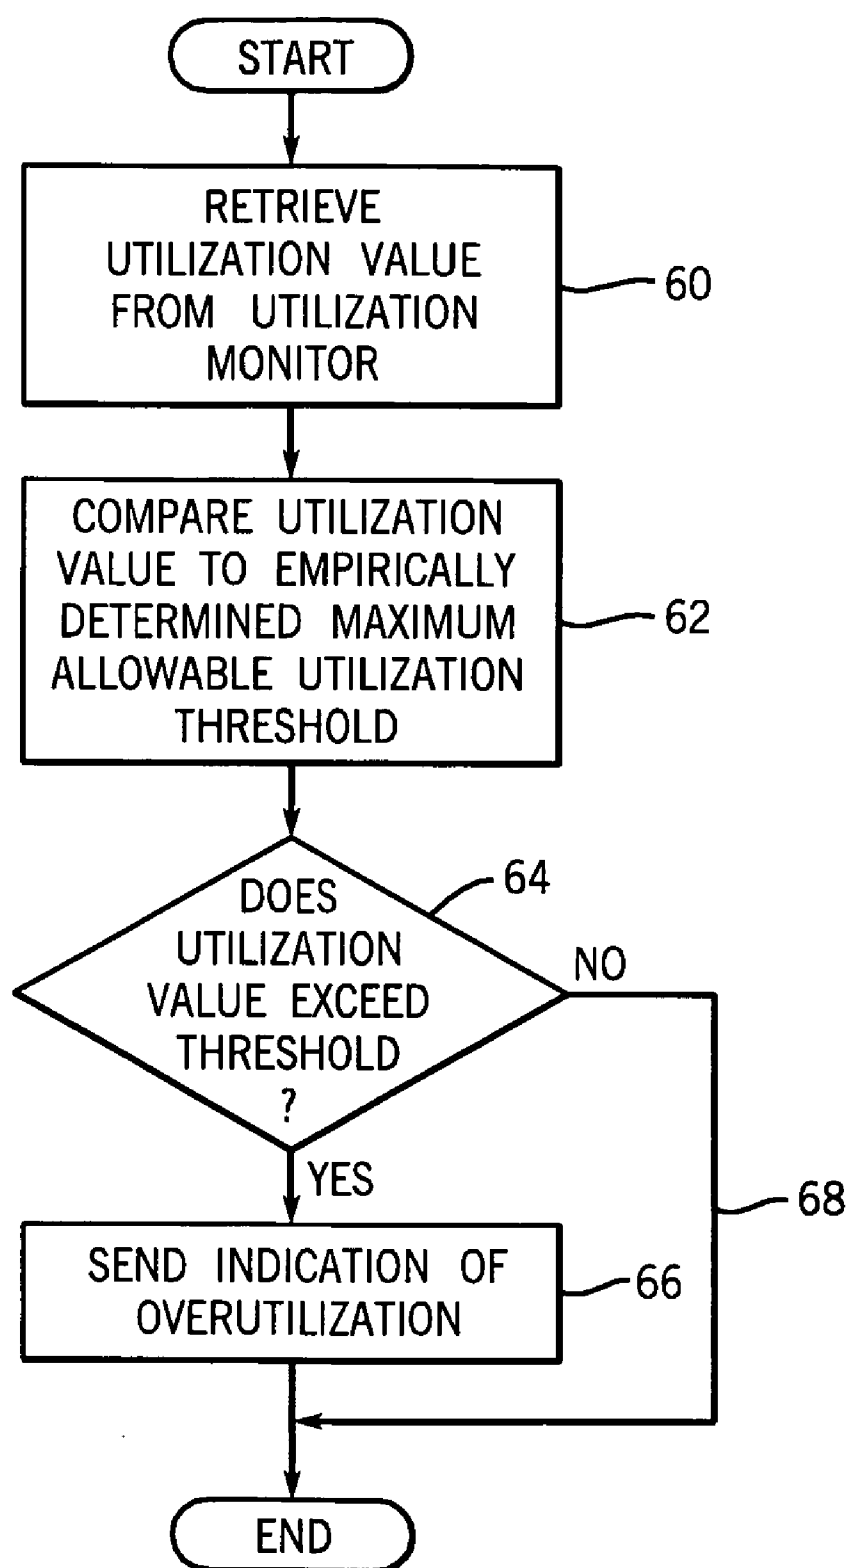 START
RETRIEVE
UTILIZATION VALUE
FROM UTILIZATION
MONITOR
60
COMPARE UTILIZATION
VALUE TO EMPIRICALLY
DETERMINED MAXIMUM
ALLOWABLE UTILIZATION
THRESHOLD
62
DOES
UTILIZATION
VALUE EXCEED
THRESHOLD
?
64
NO
YES
68
SEND INDICATION OF
OVERUTILIZATION
66
END